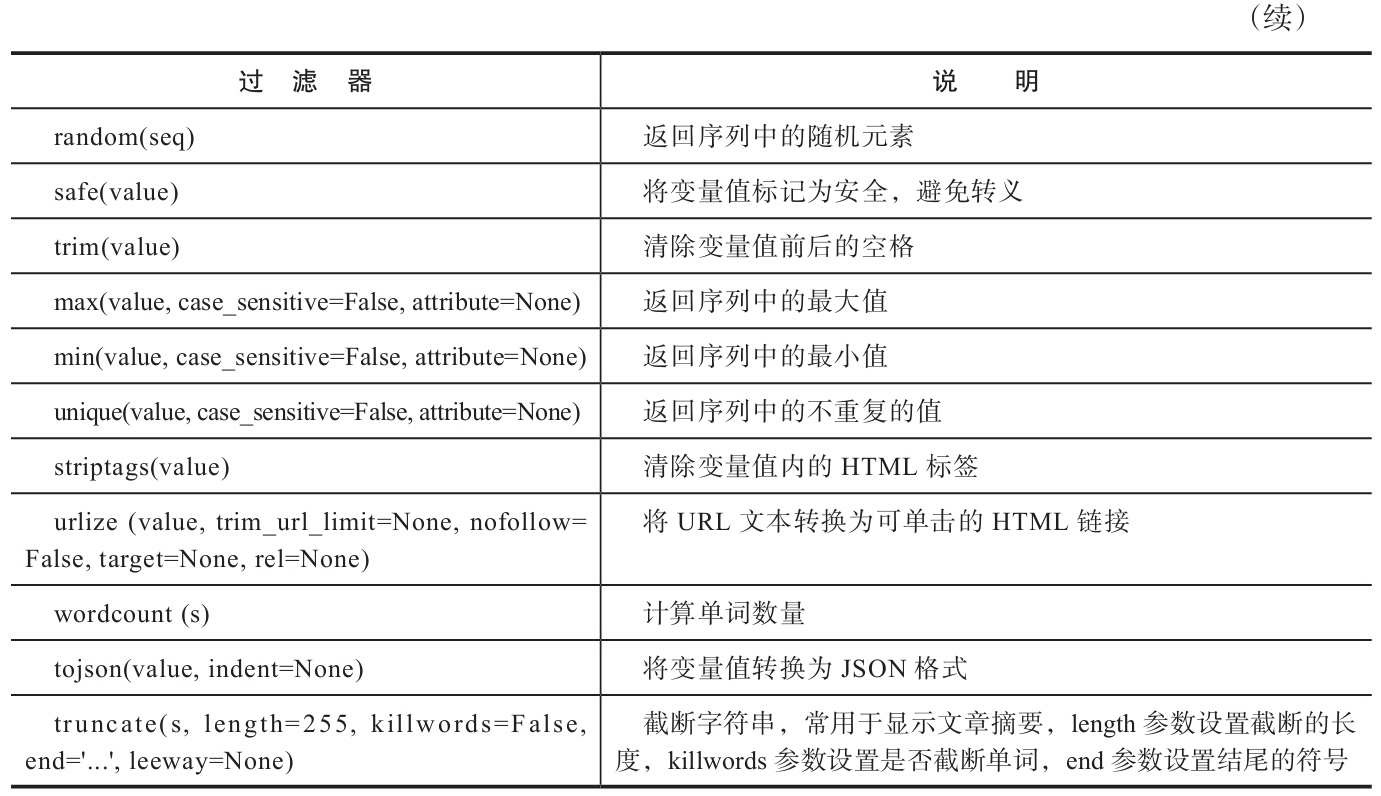 （续）
过 滤 器 说 明
random(seq) 返回序列中的随机元素
safe(value) 将变量值标记为安全，避免转义
trim(value) 清除变量值前后的空格
max(value, case_sensitive=False, attribute=None) 返回序列中的最大值
min(value, case_sensitive=False, attribute=None) 返回序列中的最小值
unique(value, case_sensitive=False, attribute=None) 返回序列中的不重复的值
striptags(value) 清除变量值内的 HTML 标签
urlize (value, trim_url_limit=None, nofollow= 将 URL 文本转换为可单击的 HTML 链接
False, target=None, rel=None)
wordcount (s) 计算单词数量
tojson(value, indent=None) 将变量值转换为 JSON 格式
truncate(s, length=255, killwords=False, 截断字符串，常用于显示文章摘要，length 参数设置截断的长
end='...', leeway=None) 度，killwords 参数设置是否截断单词，end 参数设置结尾的符号